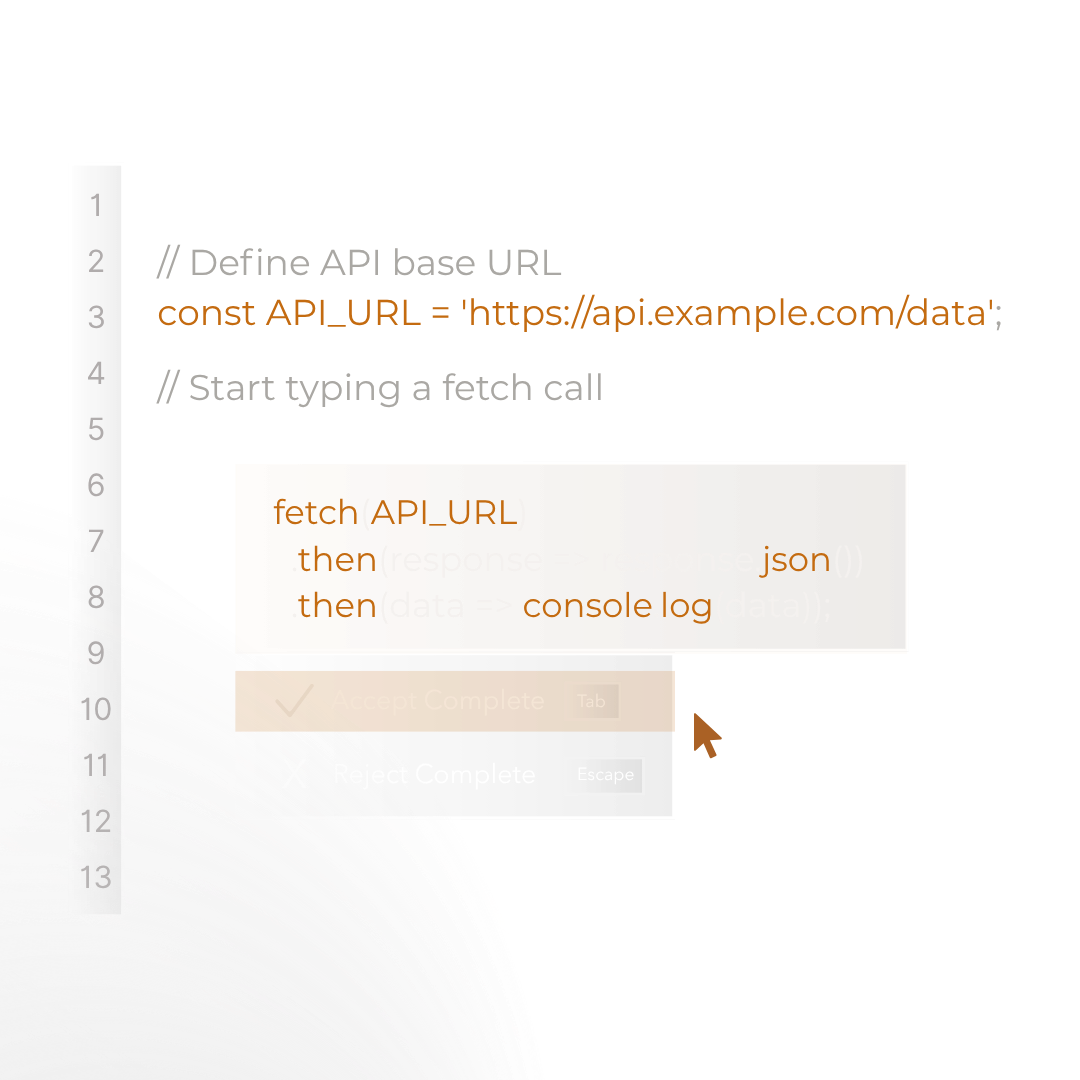 1
2
// Define API base URL
3
const API_URL = 'https://api.example.com/data';
4
// Start typing a fetch call
5
6
fetch(API_URL)
7
.then(response json())
8
.then(data => console log data));
9
10
Accept Complete Tab
11
Reject Complete Escape
12
13